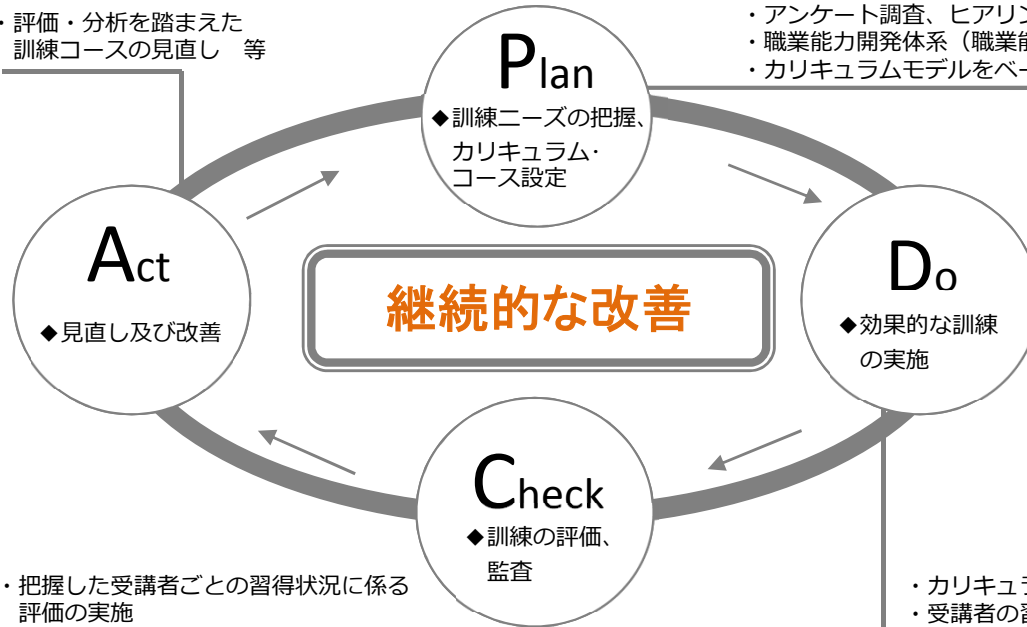 ・評価・分析を踏まえた
訓練コースの見直し　等
・アンケート調査、ヒアリン
・職業能力開発体系（職業能
・カリキュラムモデルをベー
Plan
◆訓練ニーズの把握、
カリキュラム・
コース設定
Act
◆見直し及び改善
継続的な改善
Do
◆効果的な訓練
の実施
Check
◆訓練の評価、
監査
・把握した受講者ごとの習得状況に係る
評価の実施
・カリキュラ
・受講者の習